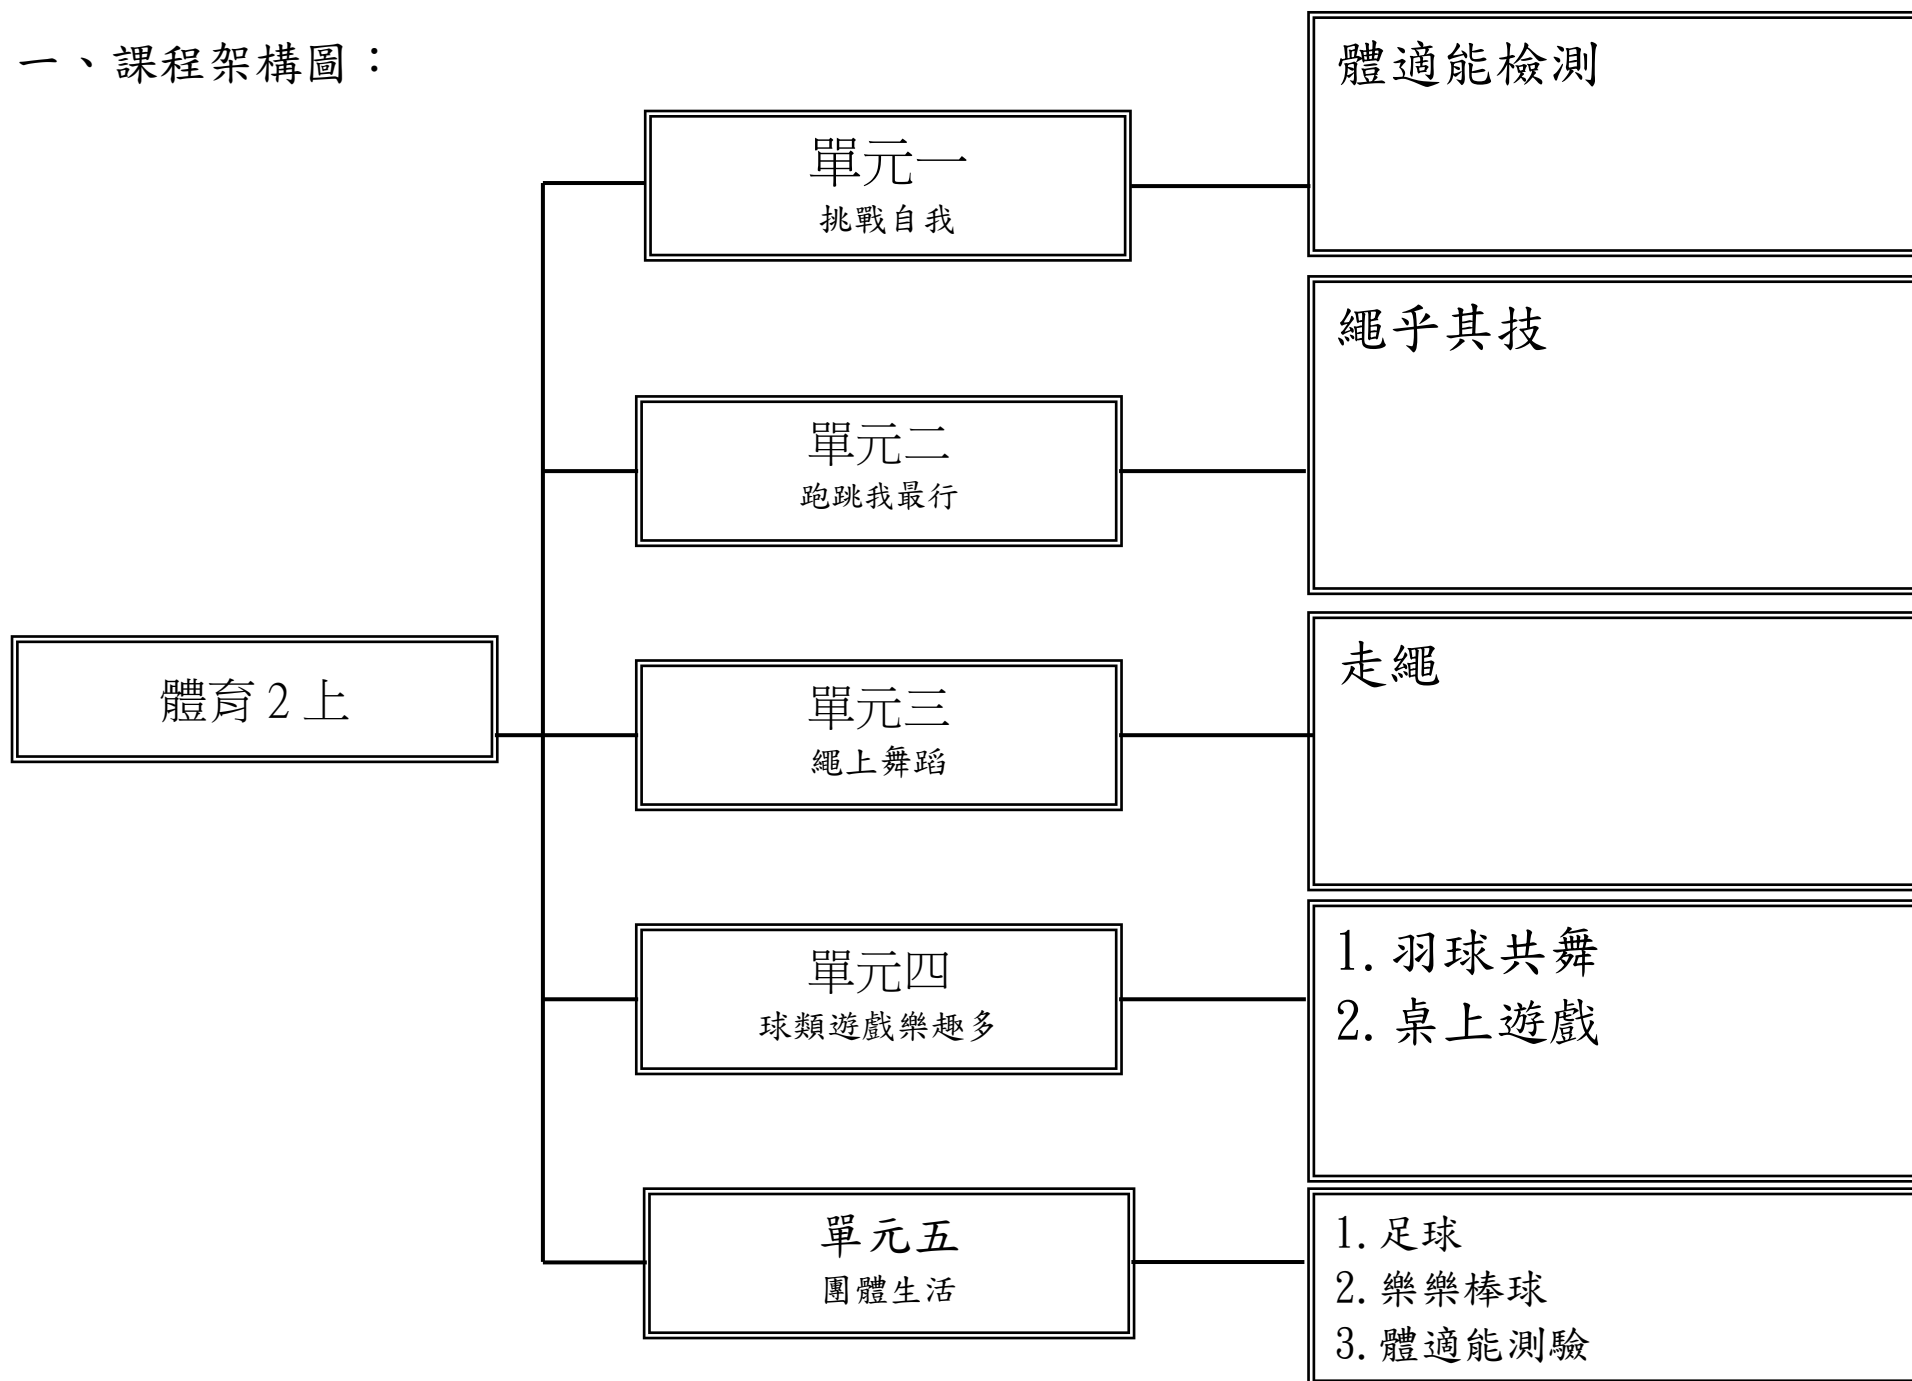 一、課程架構圖：
體育 2 上
單元一
挑戰自我
體適能檢測
單元二
跑跳我最行
繩乎其技
單元三
繩上舞蹈
走繩
單元四
球類遊戲樂趣多
1. 羽球共舞
2. 桌上遊戲
單元五
團體生活
1. 足球
2. 樂樂棒球
3. 體適能測驗